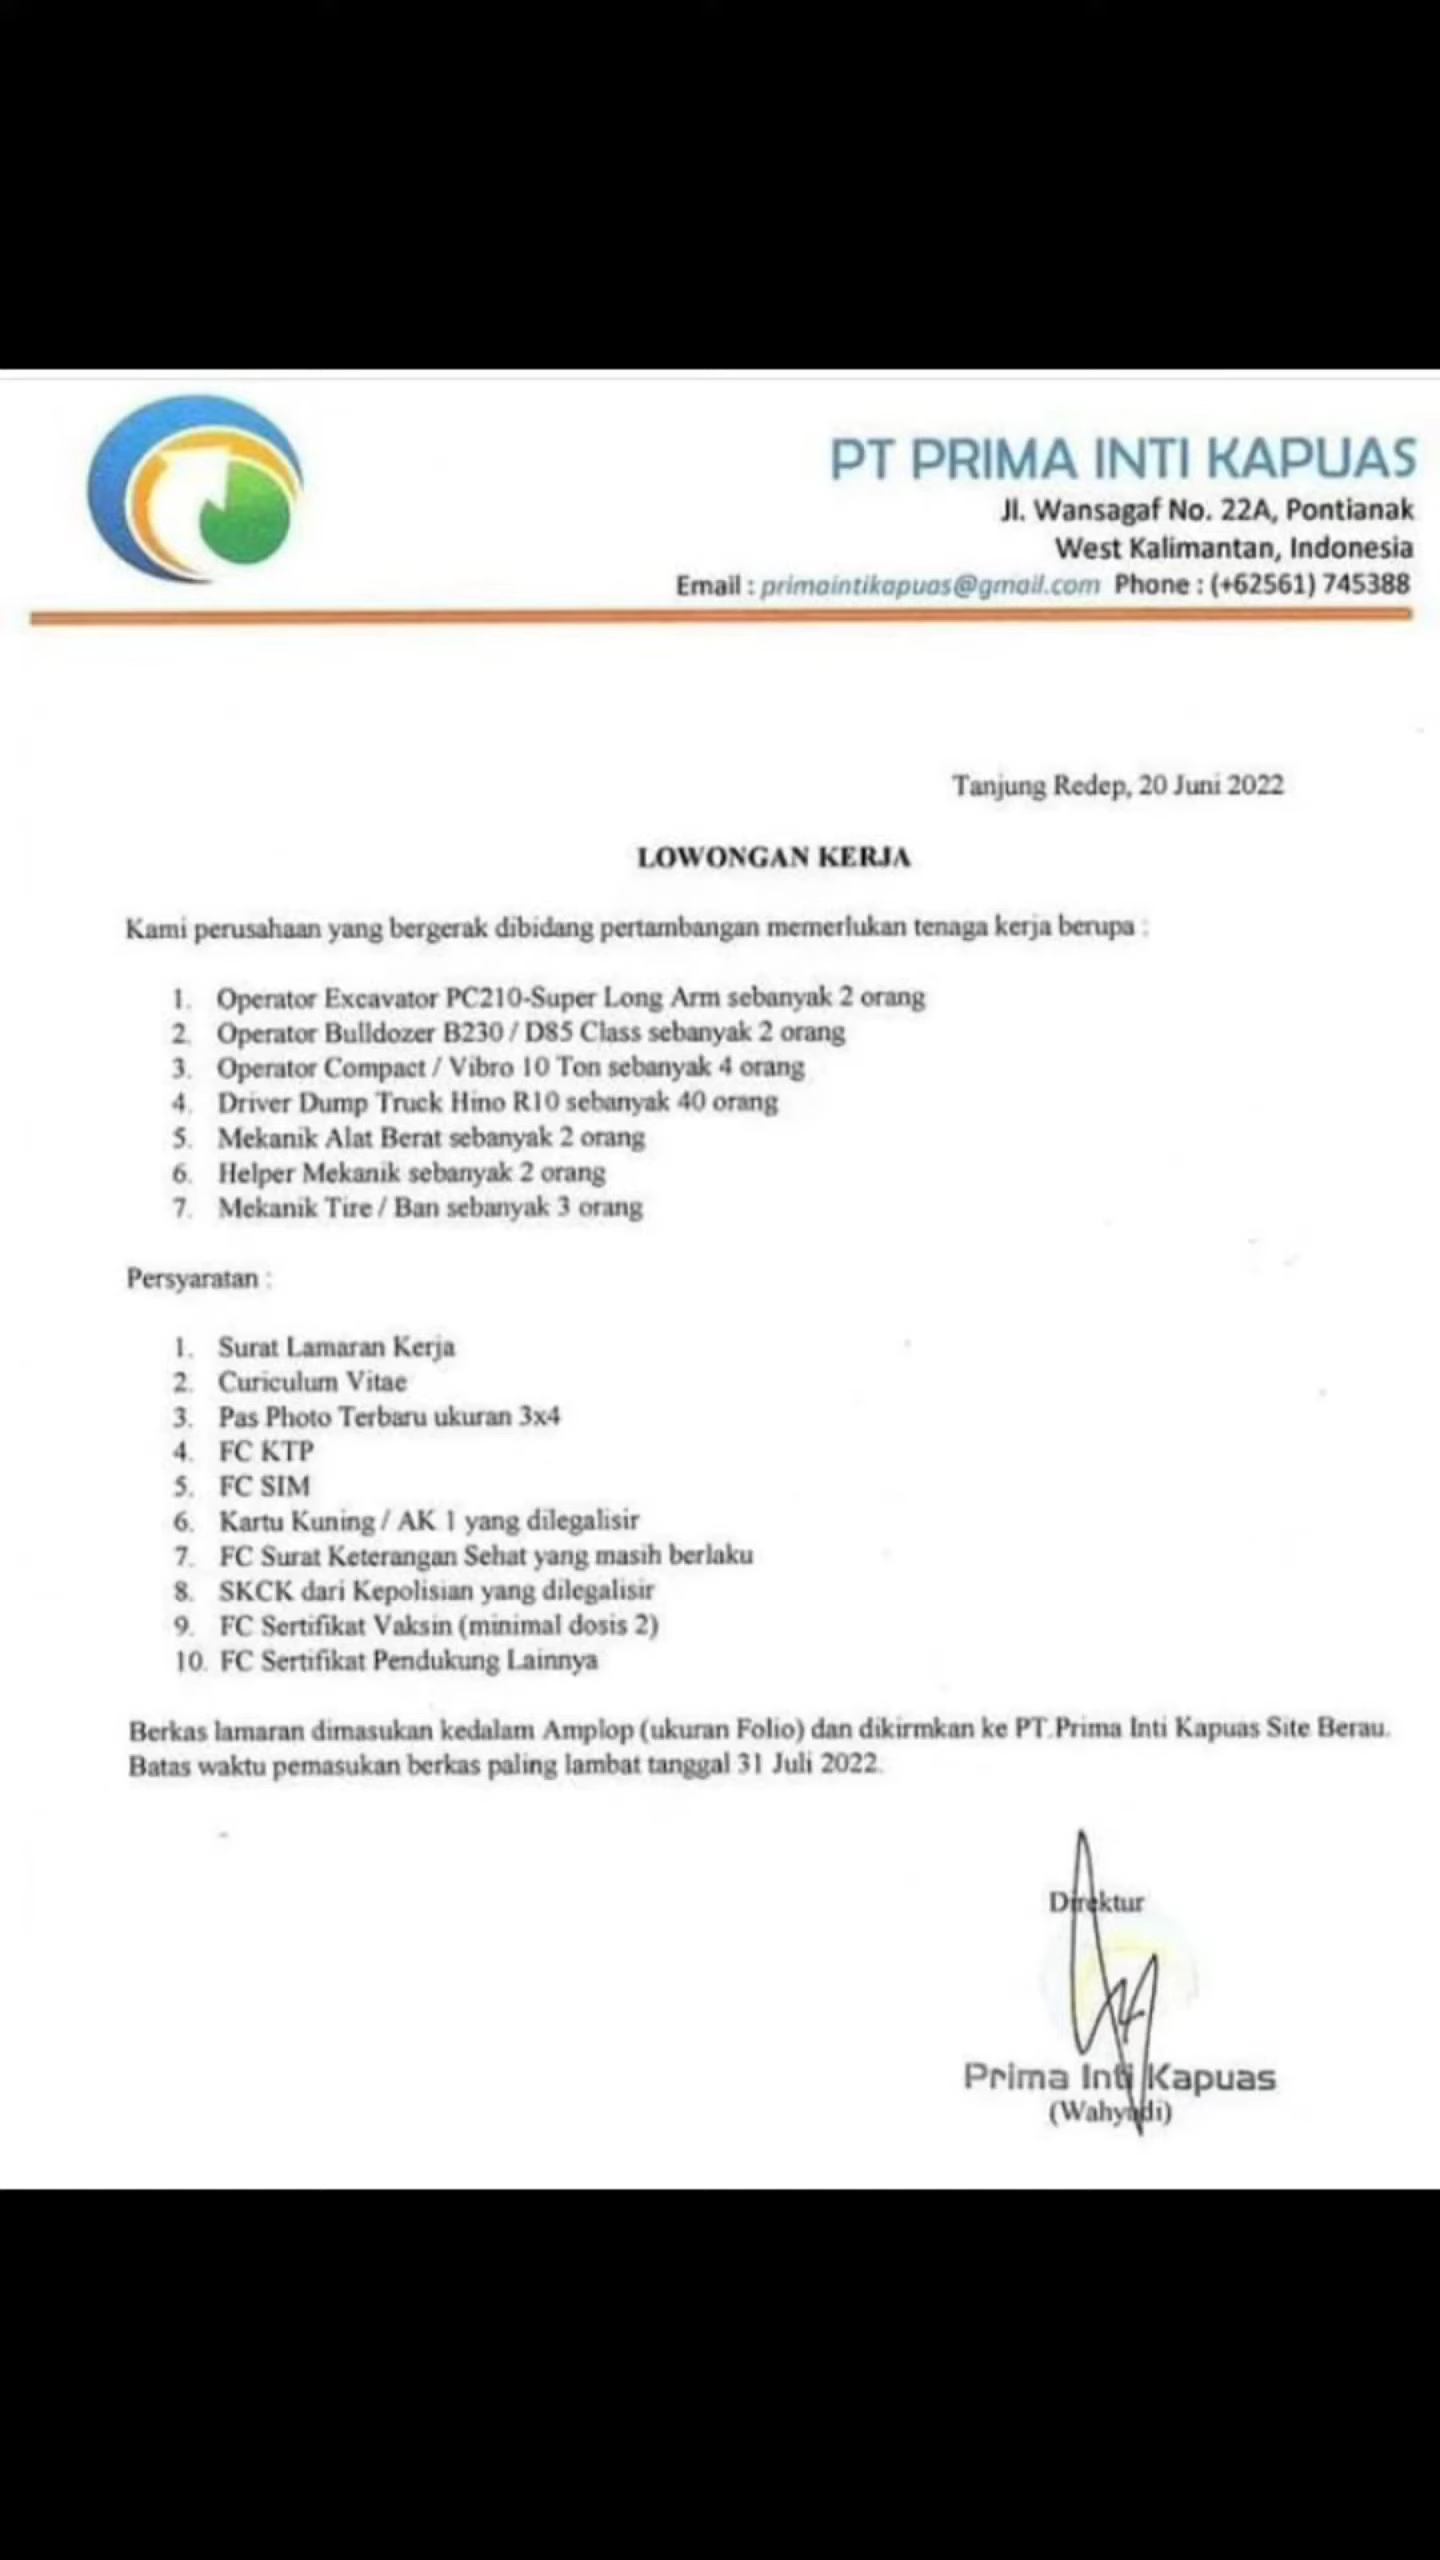 PT PRIMA INTI KAPUAS
Jl. Wansagaf No. 22A, Pontianak
West Kalimantan, Indonesia
Email : primaintikapuas@gmail.com Phone : (+62561) 745388
Tanjung Redep, 20 Juni 2022
LOWONGAN KERJA
Kami perusahaan yang bergerak dibidang pertambangan memerlukan tenaga kerja berupa :
1. Operator Excavator PC210-Super Long Arm sebanyak 2 orang
2. Operator Bulldozer B230 / D85 Class sebanyak 2 orang
3. Operator Compact / Vibro 10 Ton sebanyak 4 orang
4. Driver Dump Truck Hino R10 sebanyak 40 orang
5. Mekanik Alat Berat sebanyak 2 orang
6. Helper Mekanik sebanyak 2 orang
7. Mekanik Tire / Ban sebanyak 3 orang
Persyaratan :
1. Surat Lamaran Kerja
2. Curiculum Vitae
3. Pas Photo Terbaru ukuran 3x4
4. FC KTP
5. FC SIM
6. Kartu Kuning / AK 1 yang dilegalisir
7. FC Surat Keterangan Sehat yang masih berlaku
8. SKCK dari Kepolisian yang dilegalisir
9. FC Sertifikat Vaksin (minimal dosis 2)
10. FC Sertifikat Pendukung Lainnya
Berkas lamaran dimasukan kedalam Amplop (ukuran Folio) dan dikirmkan ke PT.Prima Inti Kapuas Site Berau.
Batas waktu pemasukan berkas paling lambat tanggal 31 Juli 2022.
Direktur
Prima Inti Kapuas
(Wahyudi)